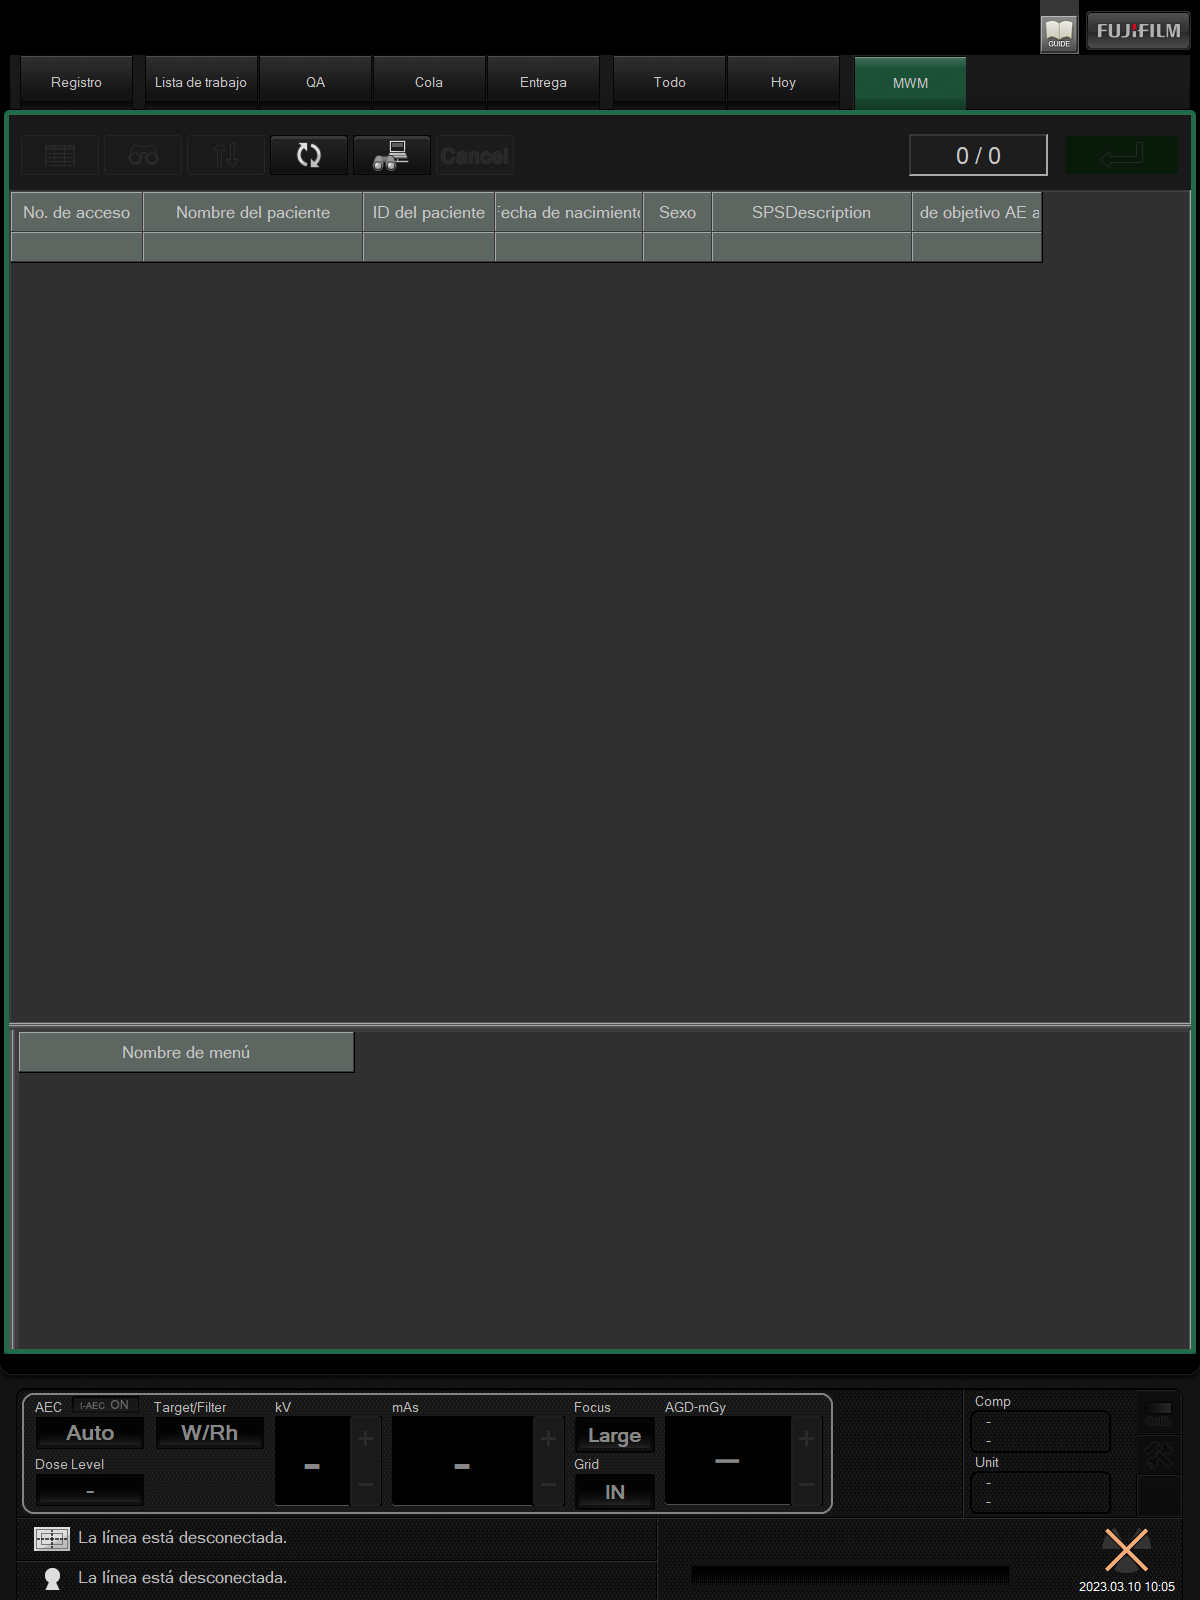 GUIDE
FUJIFILM
Registro
Lista de trabajo
QA
Cola
Entrega
Todo
Hoy
MWM
Cancel
0 / 0
No. de acceso
Nombre del paciente
ID del paciente
Fecha de nacimiento
Sexo
SPSDescription
de objetivo AE a
Nombre de menú
AEC
I-AEC ON
Target/Filter
kV
mAs
Focus
AGD-mGy
Auto
W/Rh
Large
Dose Level
Grid
-
-
-
—
IN
Comp
-
-
Unit
-
-
La línea está desconectada.
La línea está desconectada.
2023.03.10 10:05